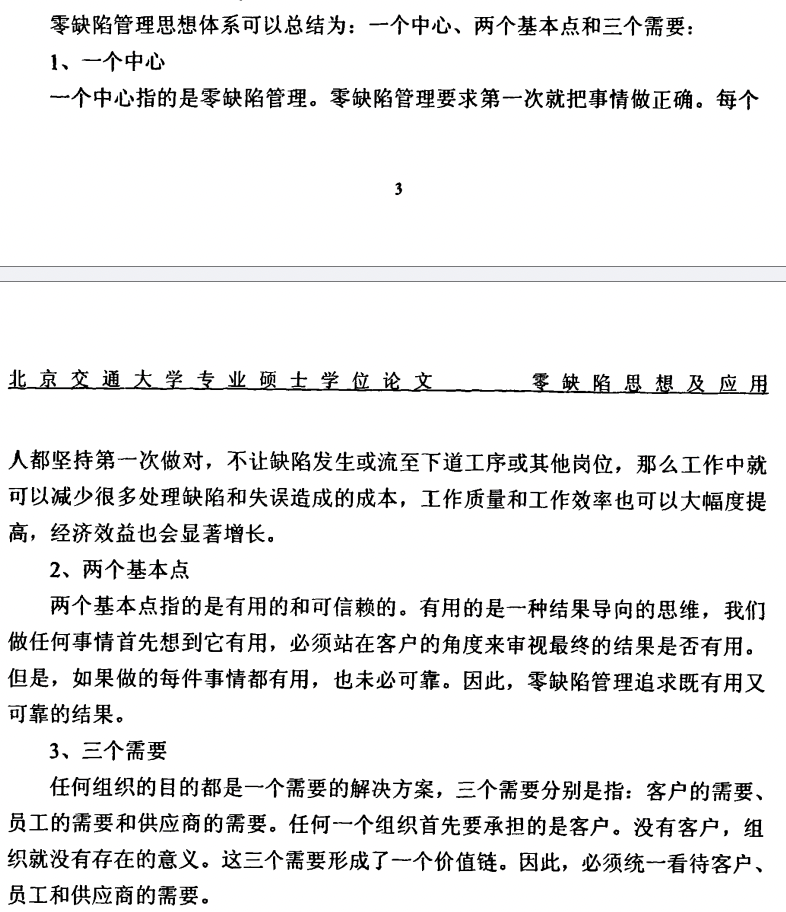 零缺陷管理思想体系可以总结为：一个中心、两个基本点和三个需要：
1、一个中心
一个中心指的是零缺陷管理。零缺陷管理要求第一次就把事情做正确。每个
3
北京交通大学专业硕士学位论文 零缺陷思想及应用
人都坚持第一次做对，不让缺陷发生或流至下道工序或其他岗位，那么工作中就
可以减少很多处理缺陷和失误造成的成本，工作质量和工作效率也可以大幅度提
高，经济效益也会显著增长。
2、两个基本点
两个基本点指的是有用的和可信赖的。有用的是一种结果导向的思维，我们
做任何事情首先想到它有用，必须站在客户的角度来审视最终的结果是否有用。
但是，如果做的每件事情都有用，也未必可靠。因此，零缺陷管理追求既有用又
可靠的结果。
3、三个需要
任何组织的目的都是一个需要的解决方案，三个需要分别是指：客户的需要、
员工的需要和供应商的需要。任何一个组织首先要承担的是客户。没有客户，组
织就没有存在的意义。这三个需要形成了一个价值链。因此，必须统一看待客户、
员工和供应商的需要。